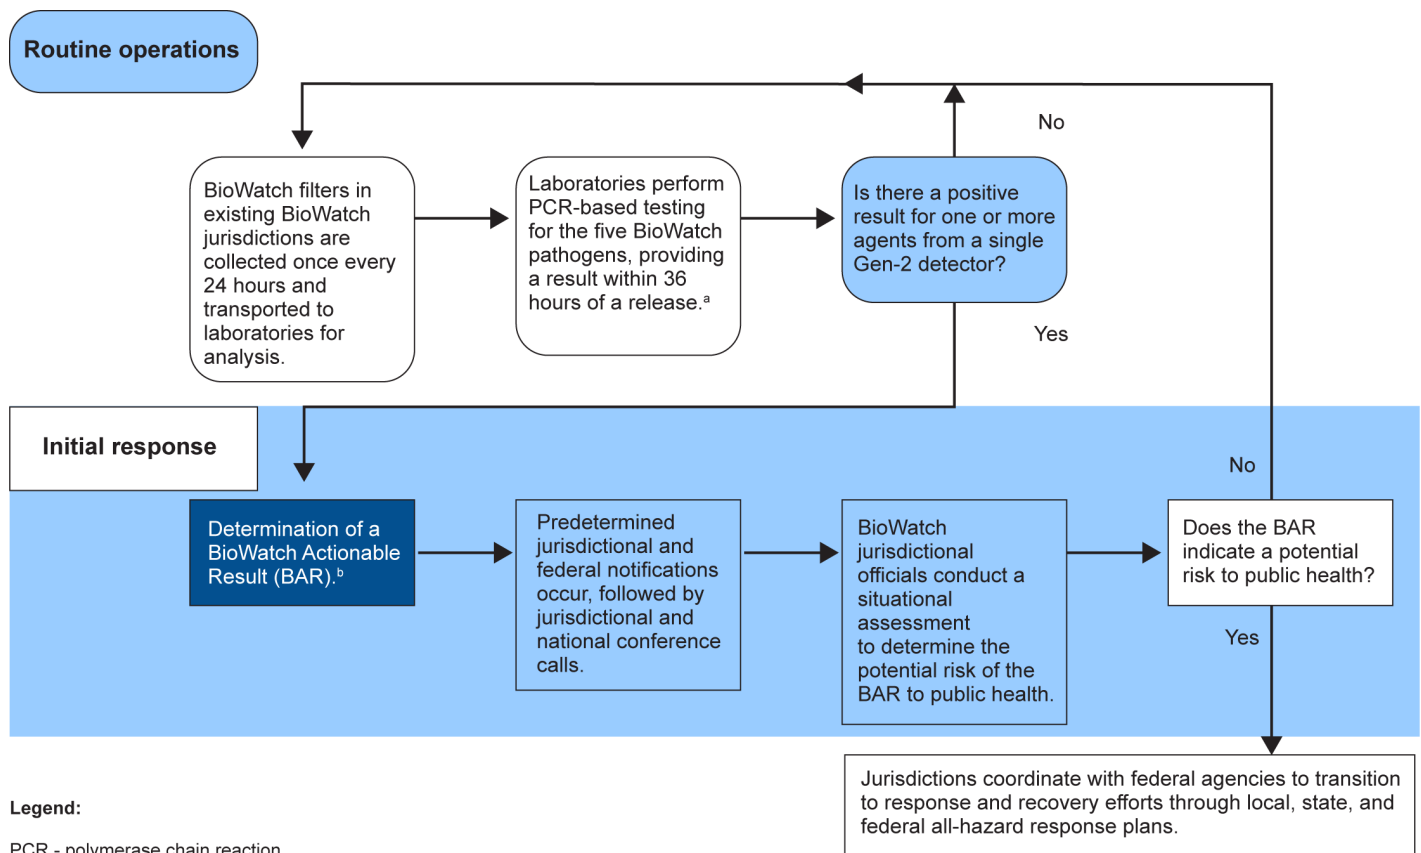 Routine operations
No
BioWatch filters in
existing BioWatch
jurisdictions are
collected once every
24 hours and
transported to
laboratories for
analysis.
Laboratories perform
PCR-based testing
for the five BioWatch
pathogens, providing
a result within 36
hours of a release.a
Is there a positive
result for one or more
agents from a single
Gen-2 detector?
Yes
Initial response
No
Determination of a
BioWatch Actionable
Result (BAR).b
Predetermined
jurisdictional and
federal notifications
occur, followed by
jurisdictional and
national conference
calls.
BioWatch
jurisdictional
officials conduct a
situational
assessment
to determine the
potential risk of the
BAR to public health.
Does the BAR
indicate a potential
risk to public health?
Yes
Jurisdictions coordinate with federal agencies to transition
to response and recovery efforts through local, state, and
federal all-hazard response plans.
Legend:
PCR - polymerase chain reaction